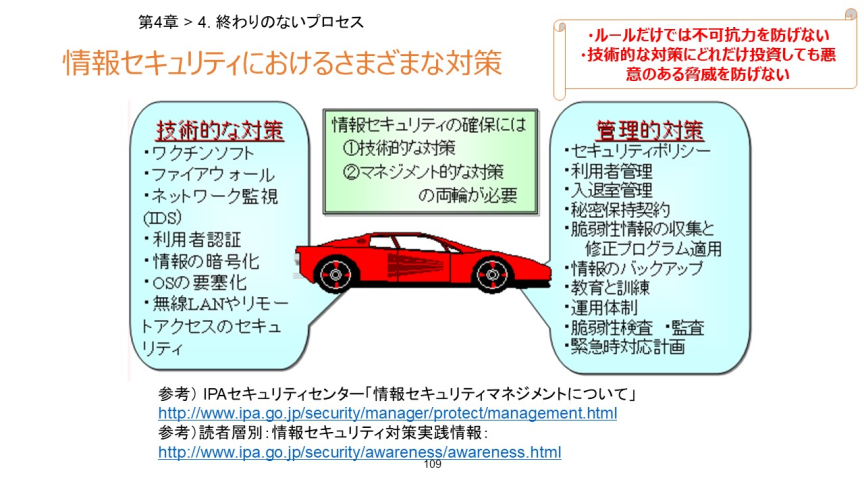 第4章 > 4. 終わりのないプロセス
情報セキュリティにおけるさまざまな対策
・ルールだけでは不可抗力を防げない
・技術的な対策にどれだけ投資しても悪
意のある脅威を防げない
技術的な対策
・ワクチンソフト
・ファイアウォール
・ネットワーク監視
(IDS)
・利用者認証
・情報の暗号化
・OSの要塞化
・無線LANやリモー
トアクセスのセキュ
リティ
情報セキュリティの確保には
①技術的な対策
②マネジメント的な対策
の両輪が必要
管理的対策
・セキュリティポリシー
・利用者管理
・入退室管理
・秘密保持契約
・脆弱性情報の収集と
修正プログラム適用
・情報のバックアップ
・教育と訓練
・運用体制
・脆弱性検査 ・監査
・緊急時対応計画
参考） IPAセキュリティセンター「情報セキュリティマネジメントについて」
http://www.ipa.go.jp/security/manager/protect/management.html
参考）読者層別：情報セキュリティ対策実践情報：
http://www.ipa.go.jp/security/awareness/awareness.html
109